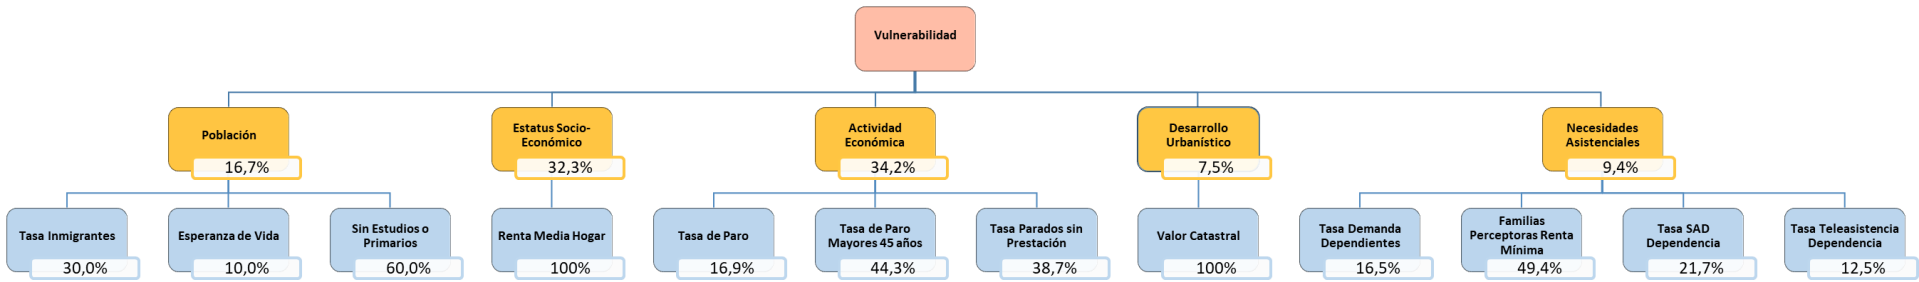 Vulnerabilidad
Población
16,7%
Estatus Socio-
Económico
32,3%
Actividad
Económica
34,2%
Desarrollo
Urbanístico
7,5%
Necesidades
Asistenciales
9,4%
Tasa Inmigrantes
30,0%
Esperanza de Vida
10,0%
Sin Estudios o
Primarios
60,0%
Renta Media Hogar
100%
Tasa de Paro
16,9%
Tasa de Paro
Mayores 45 años
44,3%
Tasa Parados sin
Prestación
38,7%
Valor Catastral
100%
Tasa Demanda
Dependientes
16,5%
Familias
Perceptoras Renta
Mínima
49,4%
Tasa SAD
Dependencia
21,7%
Tasa Teleasistencia
Dependencia
12,5%